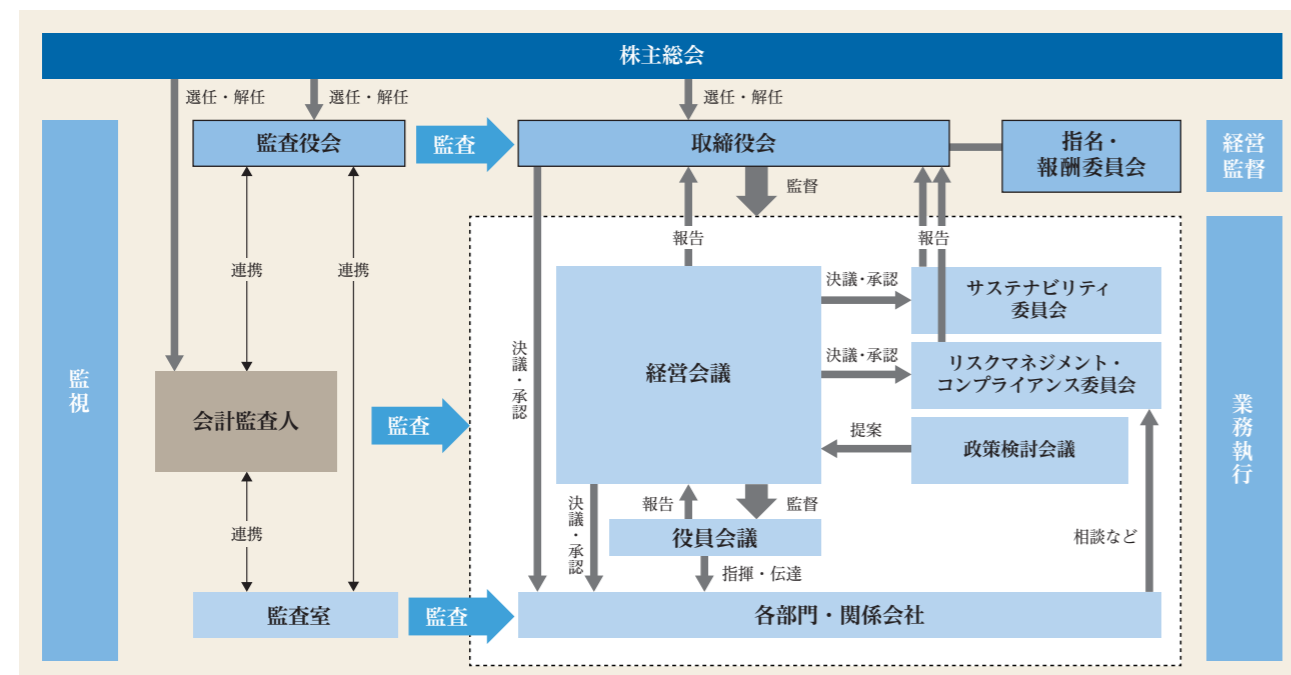 株主総会
選任・解任
選任・解任
選任・解任
監視
監査役会
監査
取締役会
指名・
報酬委員会
経営
監督
監督
報告
報告
連携
連携
決議・承認
サステナビリティ
委員会
決議・承認
経営会議
決議・承認
リスクマネジメント・
コンプライアンス委員会
会計監査人
監査
提案
政策検討会議
業務執行
連携
決議・承認
報告
監督
役員会議
相談など
指揮・伝達
監査室
監査
各部門・関係会社